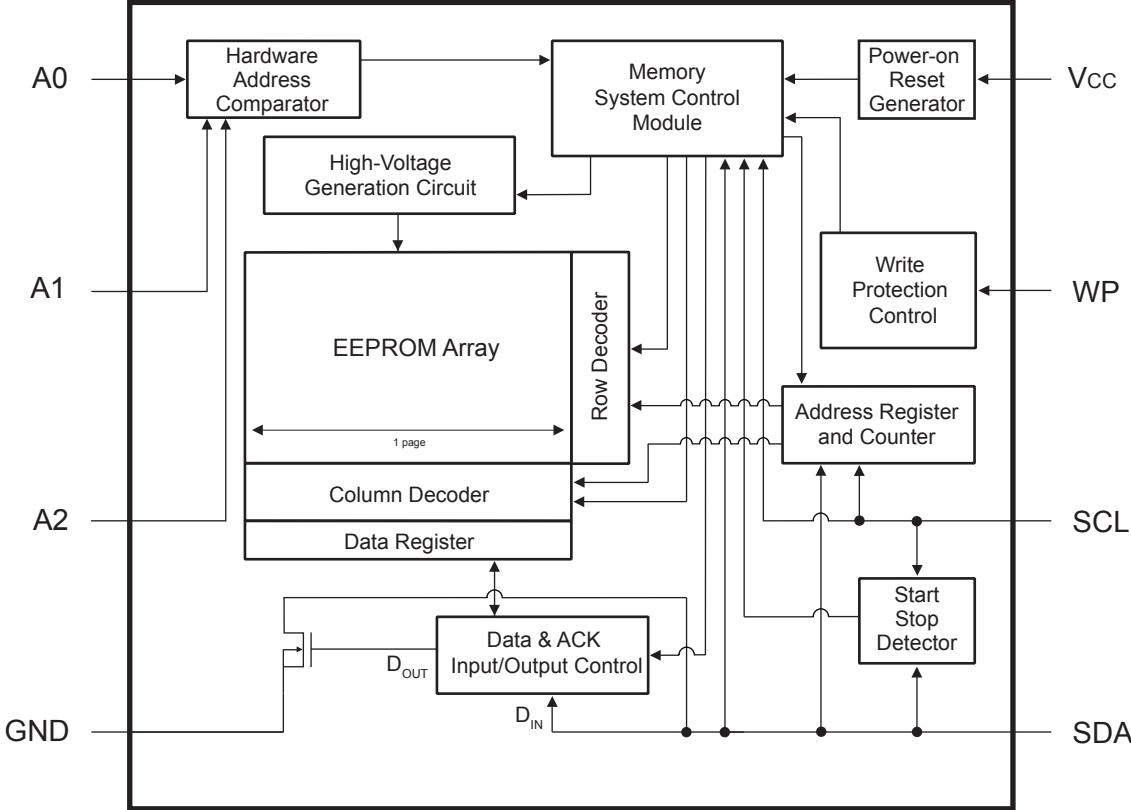 A0
Hardware
Address
Comparator
Memory
System Control
Module
Power-on
Reset
Generator
VCC
High-Voltage
Generation Circuit
A1
EEPROM Array
Row Decoder
Write
Protection
Control
WP
1 page
Address Register
and Counter
Column Decoder
A2
SCL
Data Register
Start
Stop
Detector
Data & ACK
Input/Output Control
DOUT
DIN
GND
SDA